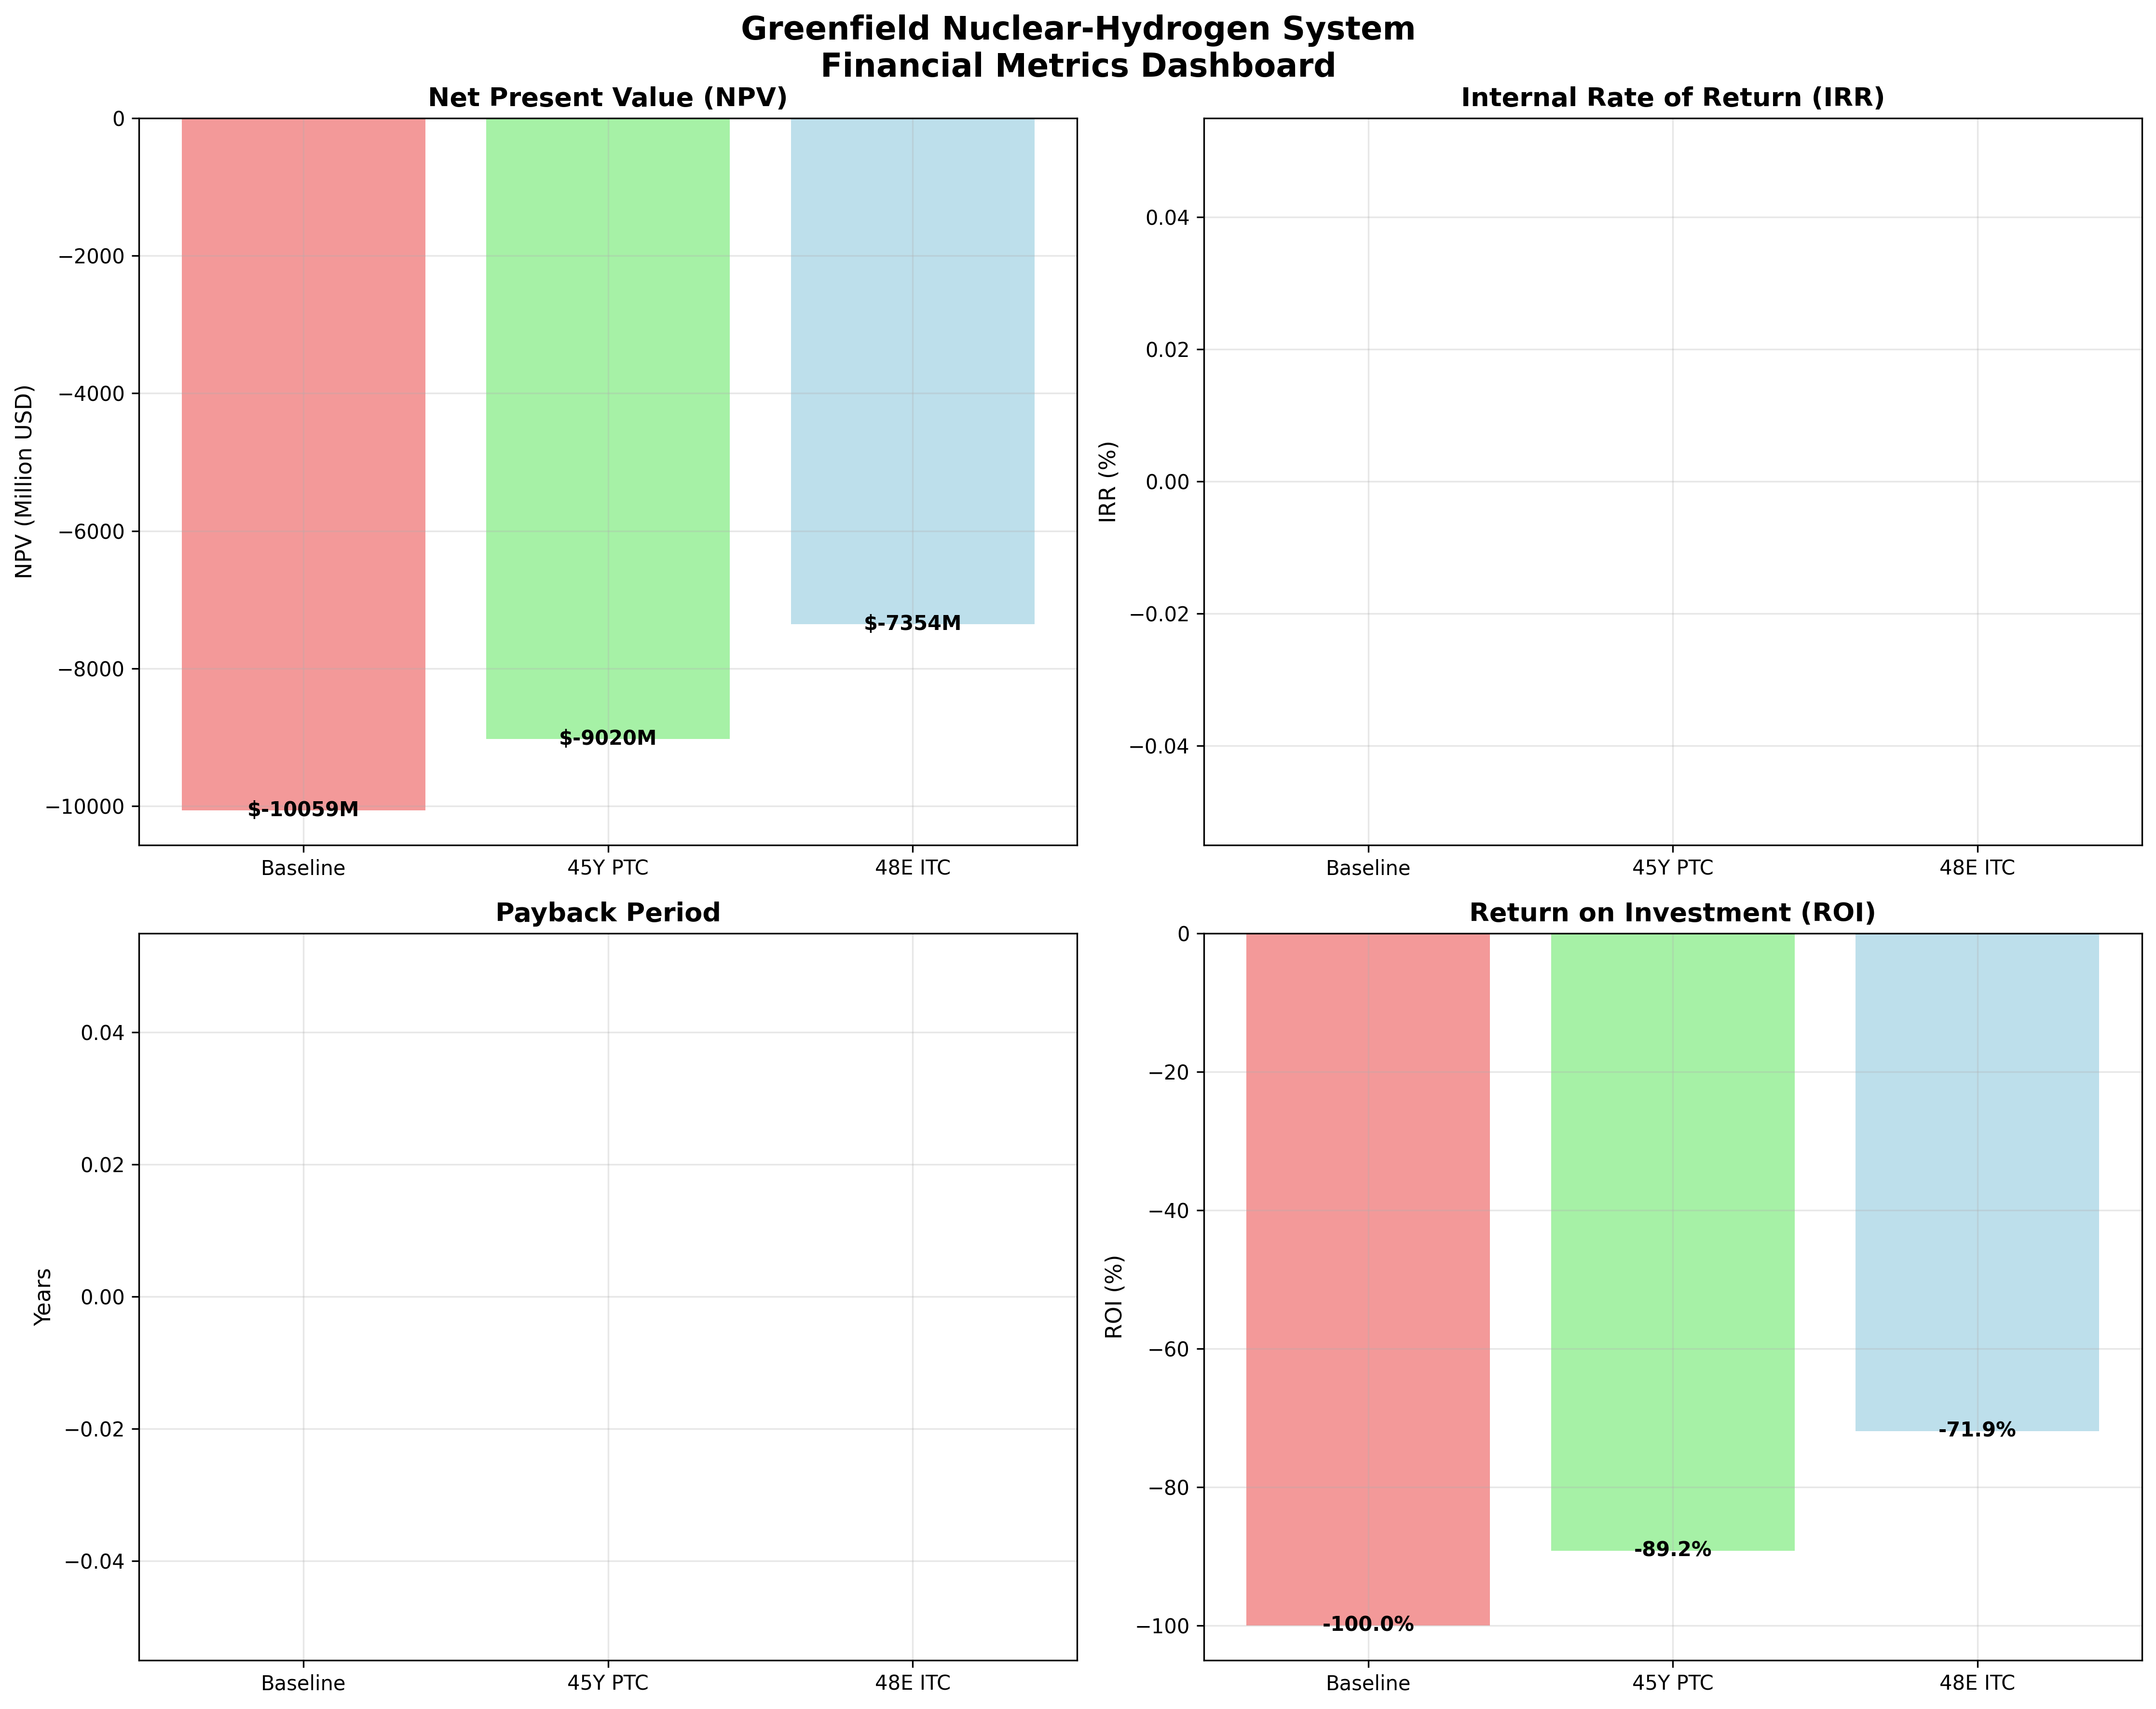 Greenfield Nuclear-Hydrogen System
Financial Metrics Dashboard
Net Present Value (NPV)
NPV (Million USD)
0
−2000
−4000
−6000
−8000
−10000
$-10059M
$-9020M
$-7354M
Baseline
45Y PTC
48E ITC
Internal Rate of Return (IRR)
IRR (%)
0.04
0.02
0.00
−0.02
−0.04
Baseline
45Y PTC
48E ITC
Payback Period
Years
0.04
0.02
0.00
−0.02
−0.04
Baseline
45Y PTC
48E ITC
Return on Investment (ROI)
ROI (%)
0
−20
−40
−60
−80
−100
-100.0%
-89.2%
-71.9%
Baseline
45Y PTC
48E ITC